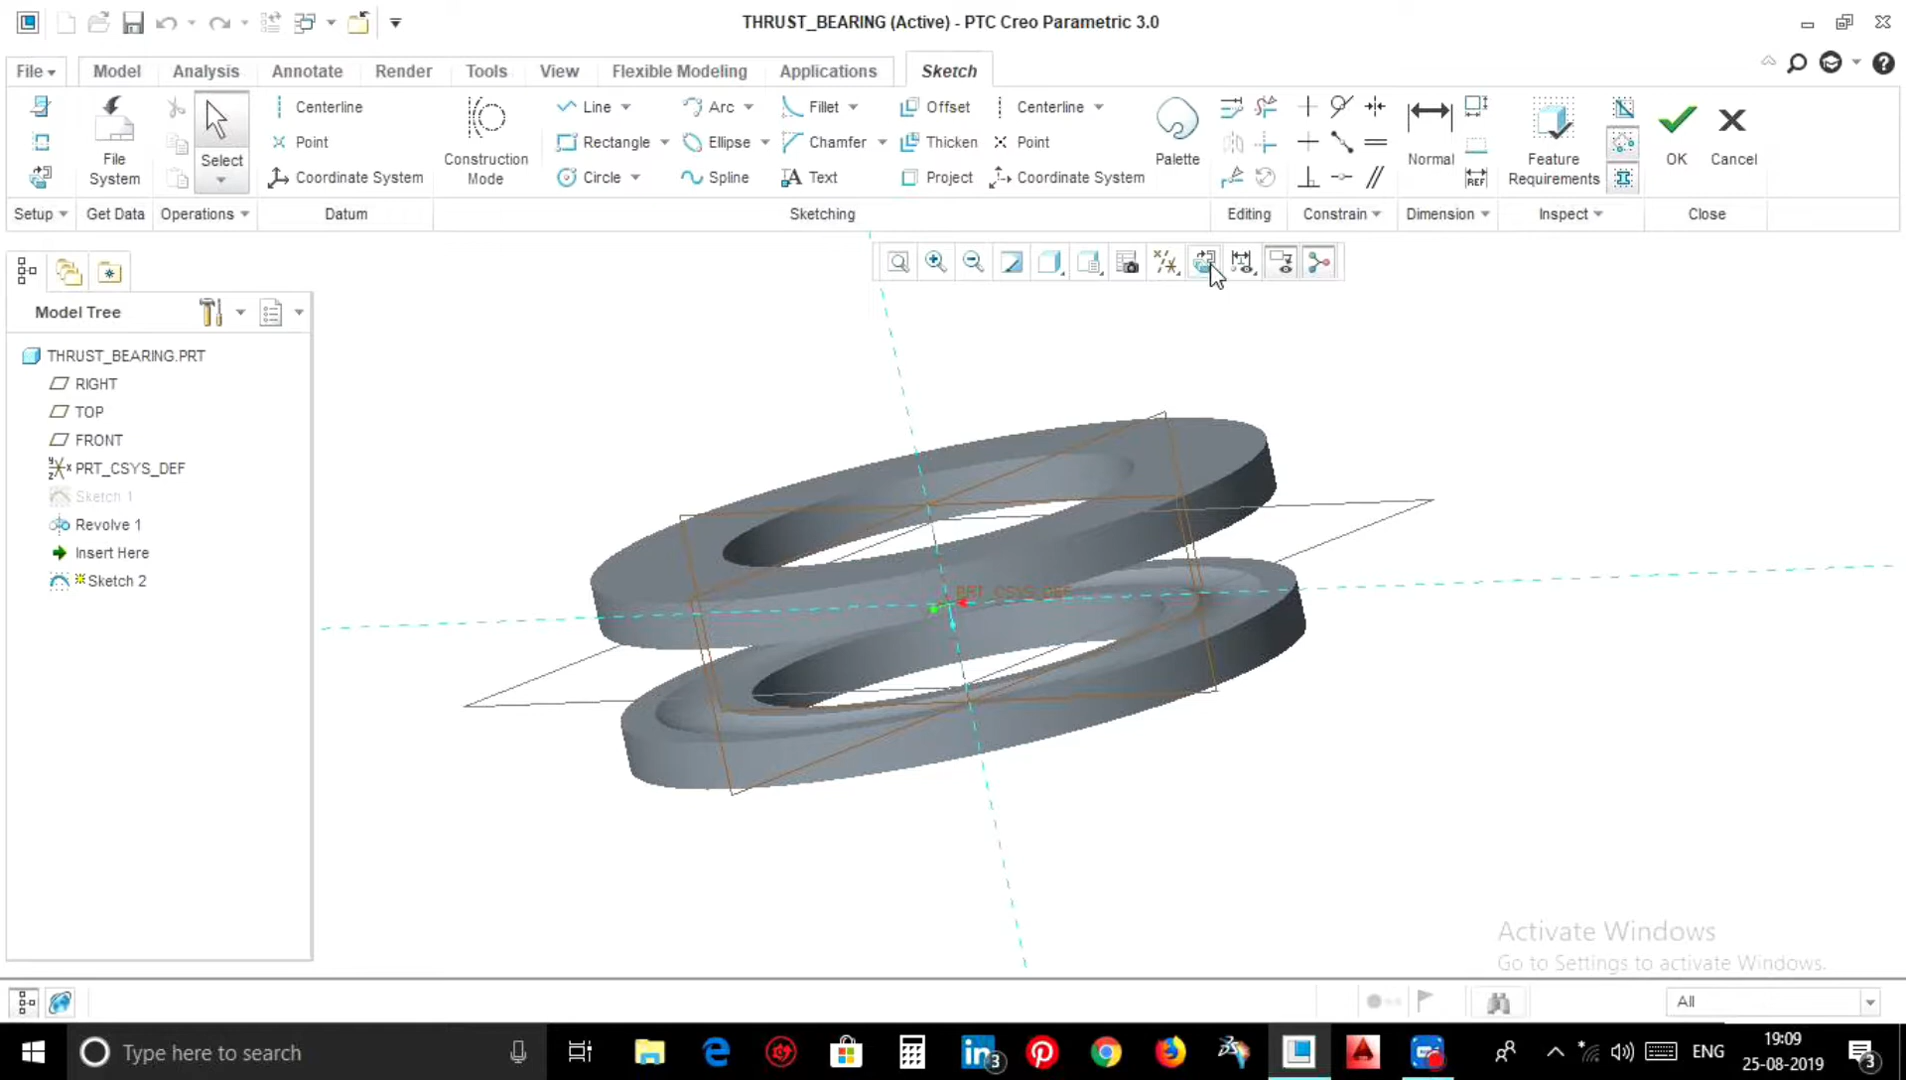 THRUST_BEARING (Active) - PTC Creo Parametric 3.0
File Model Analysis Annotate Render Tools View Flexible Modeling Applications Sketch
Centerline Line Arc Fillet Offset Centerline
Point Rectangle Ellipse Chamfer Thicken Point
Coordinate System Circle Spline Text Project Coordinate System
File System
Select
Construction Mode
Palette
Normal
REF
Feature Requirements
OK
Cancel
Setup Get Data Operations Datum Sketching Editing Constrain Dimension Inspect Close
Model Tree
THRUST_BEARING.PRT
RIGHT
TOP
FRONT
PRT_CSYS_DEF
Sketch 1
Revolve 1
Insert Here
Sketch 2
PRT_CSYS_DEF
Activate Windows
Go to Settings to activate Windows.
All
Type here to search
3
ENG
19:09
25-08-2019
3